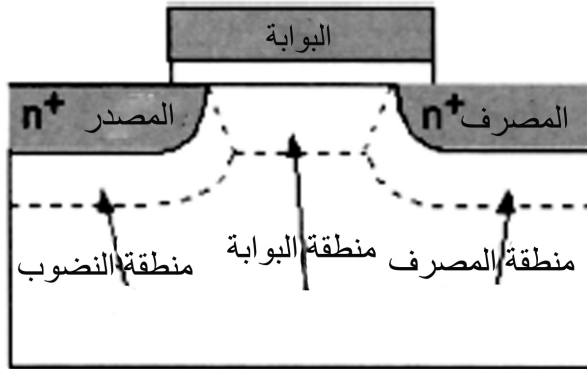 البوابة
n+ المصدر
n+ المصرف
منطقة النضوب
منطقة البوابة
منطقة المصرف